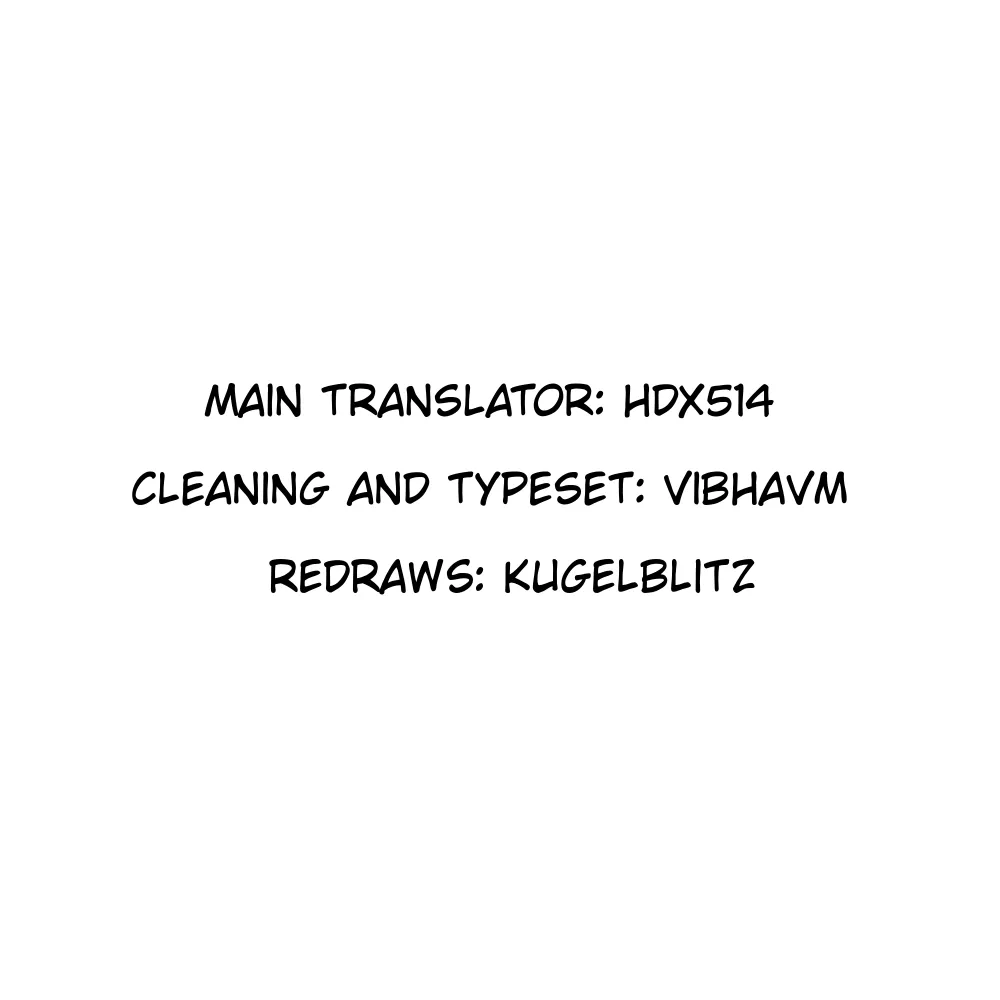 MAIN TRANSLATOR: HDX514
CLEANING AND TYPESET: VIBHAVM
REDRAWS: KUGELBLITZ